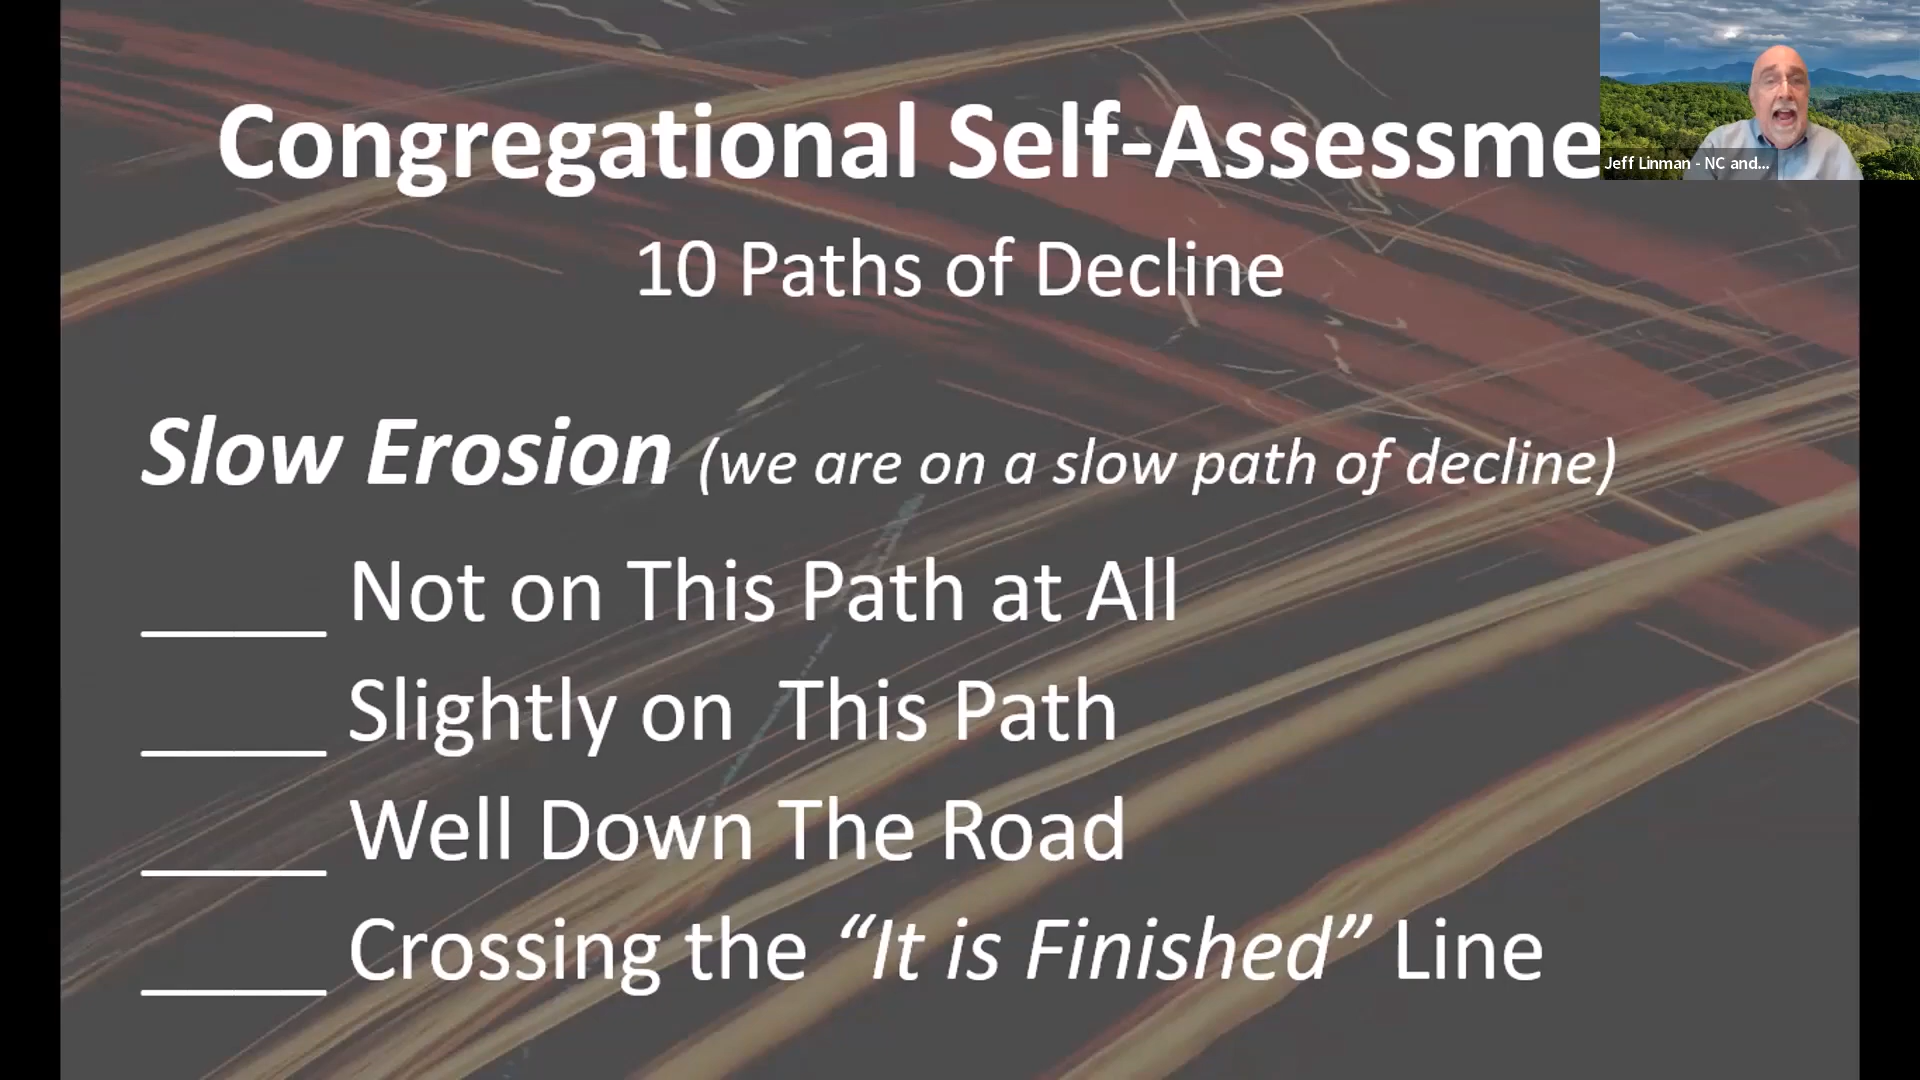 Congregational Self-Assessme
Jeff Linman - NC and...
10 Paths of Decline
Slow Erosion (we are on a slow path of decline)
_____ Not on This Path at All
_____ Slightly on  This Path
_____ Well Down The Road
_____ Crossing the “It is Finished” Line